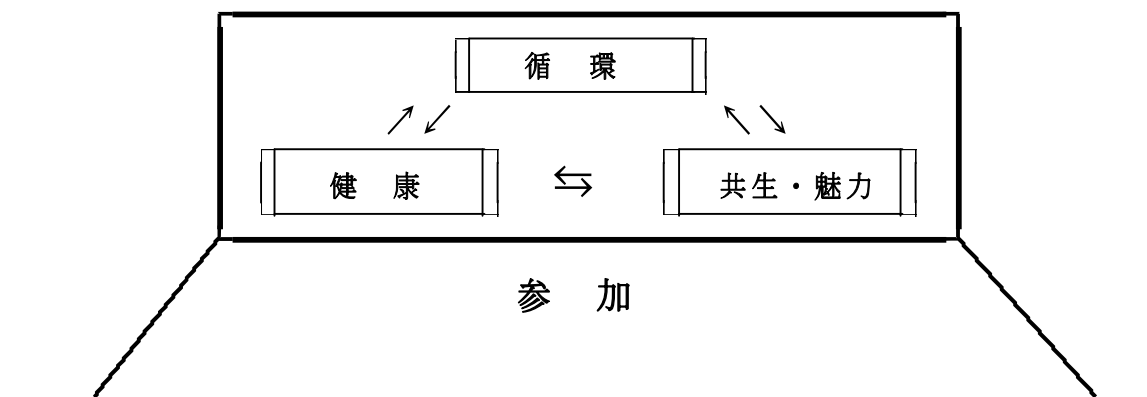 循　環
健　康
⇆
共生・魅力
参　加